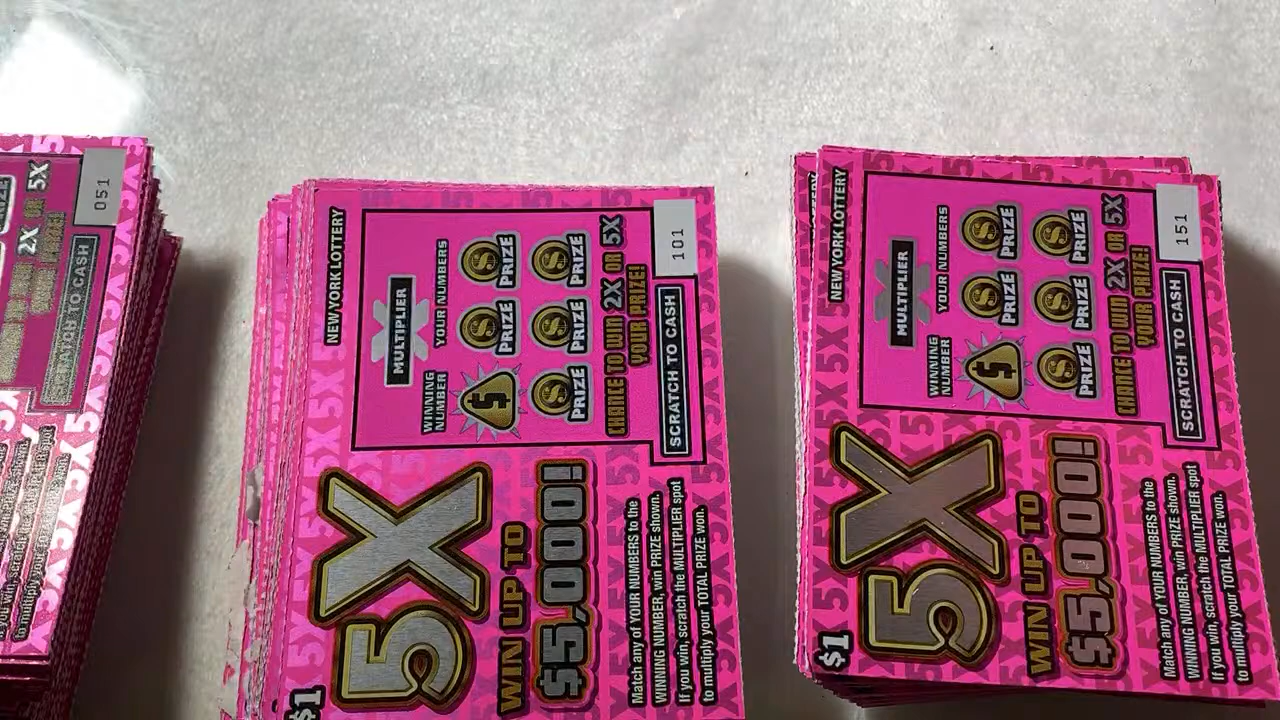 051
2X OR 5X
SCRATCH TO CASH
to multiply your
NEW YORK LOTTERY
MULTIPLIER
WINNING
NUMBER
YOUR NUMBERS
$
PRIZE
PRIZE
PRIZE
PRIZE
PRIZE
CHANCE TO WIN 2X OR 5X
YOUR PRIZE!
SCRATCH TO CASH
101
$1
5X
WIN UP TO
$5,000!
Match any of YOUR NUMBERS to the
WINNING NUMBER, win PRIZE shown.
If you win, scratch the MULTIPLIER spot
to multiply your TOTAL PRIZE won.
NEW YORK LOTTERY
MULTIPLIER
WINNING
NUMBER
YOUR NUMBERS
$
PRIZE
PRIZE
PRIZE
PRIZE
PRIZE
CHANCE TO WIN 2X OR 5X
YOUR PRIZE!
SCRATCH TO CASH
151
$1
5X
WIN UP TO
$5,000!
Match any of YOUR NUMBERS to the
WINNING NUMBER, win PRIZE shown.
If you win, scratch the MULTIPLIER spot
to multiply your TOTAL PRIZE won.